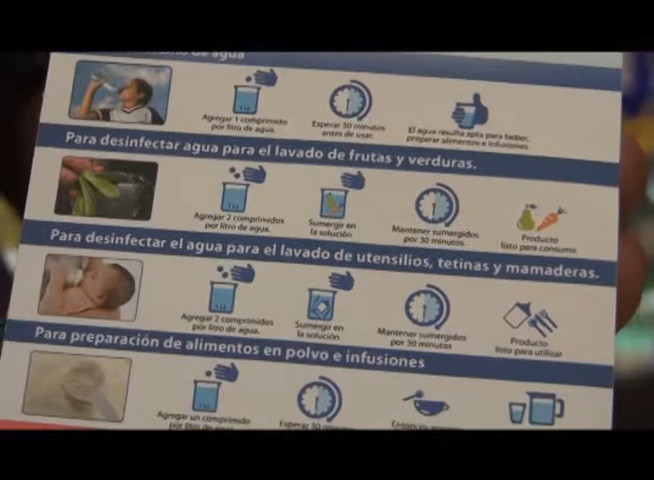 de agua
Agregar 1 comprimido
por litro de agua.
Esperar 30 minutos
antes de usar.
El agua resulta apta para beber,
preparar alimentos e infusiones.
Para desinfectar agua para el lavado de frutas y verduras.
Agregar 2 comprimidos
por litro de agua.
Sumergir en
la solución
Mantener sumergidos
por 30 minutos.
Producto
listo para consumir.
Para desinfectar el agua para el lavado de utensilios, tetinas y mamaderas.
Agregar 2 comprimidos
por litro de agua.
Sumergir en
la solución
Mantener sumergidos
por 30 minutos
Producto
listo para utilizar
Para preparación de alimentos en polvo e infusiones
Agregar un comprimido
por litro de agua.
Esperar 30 minutos